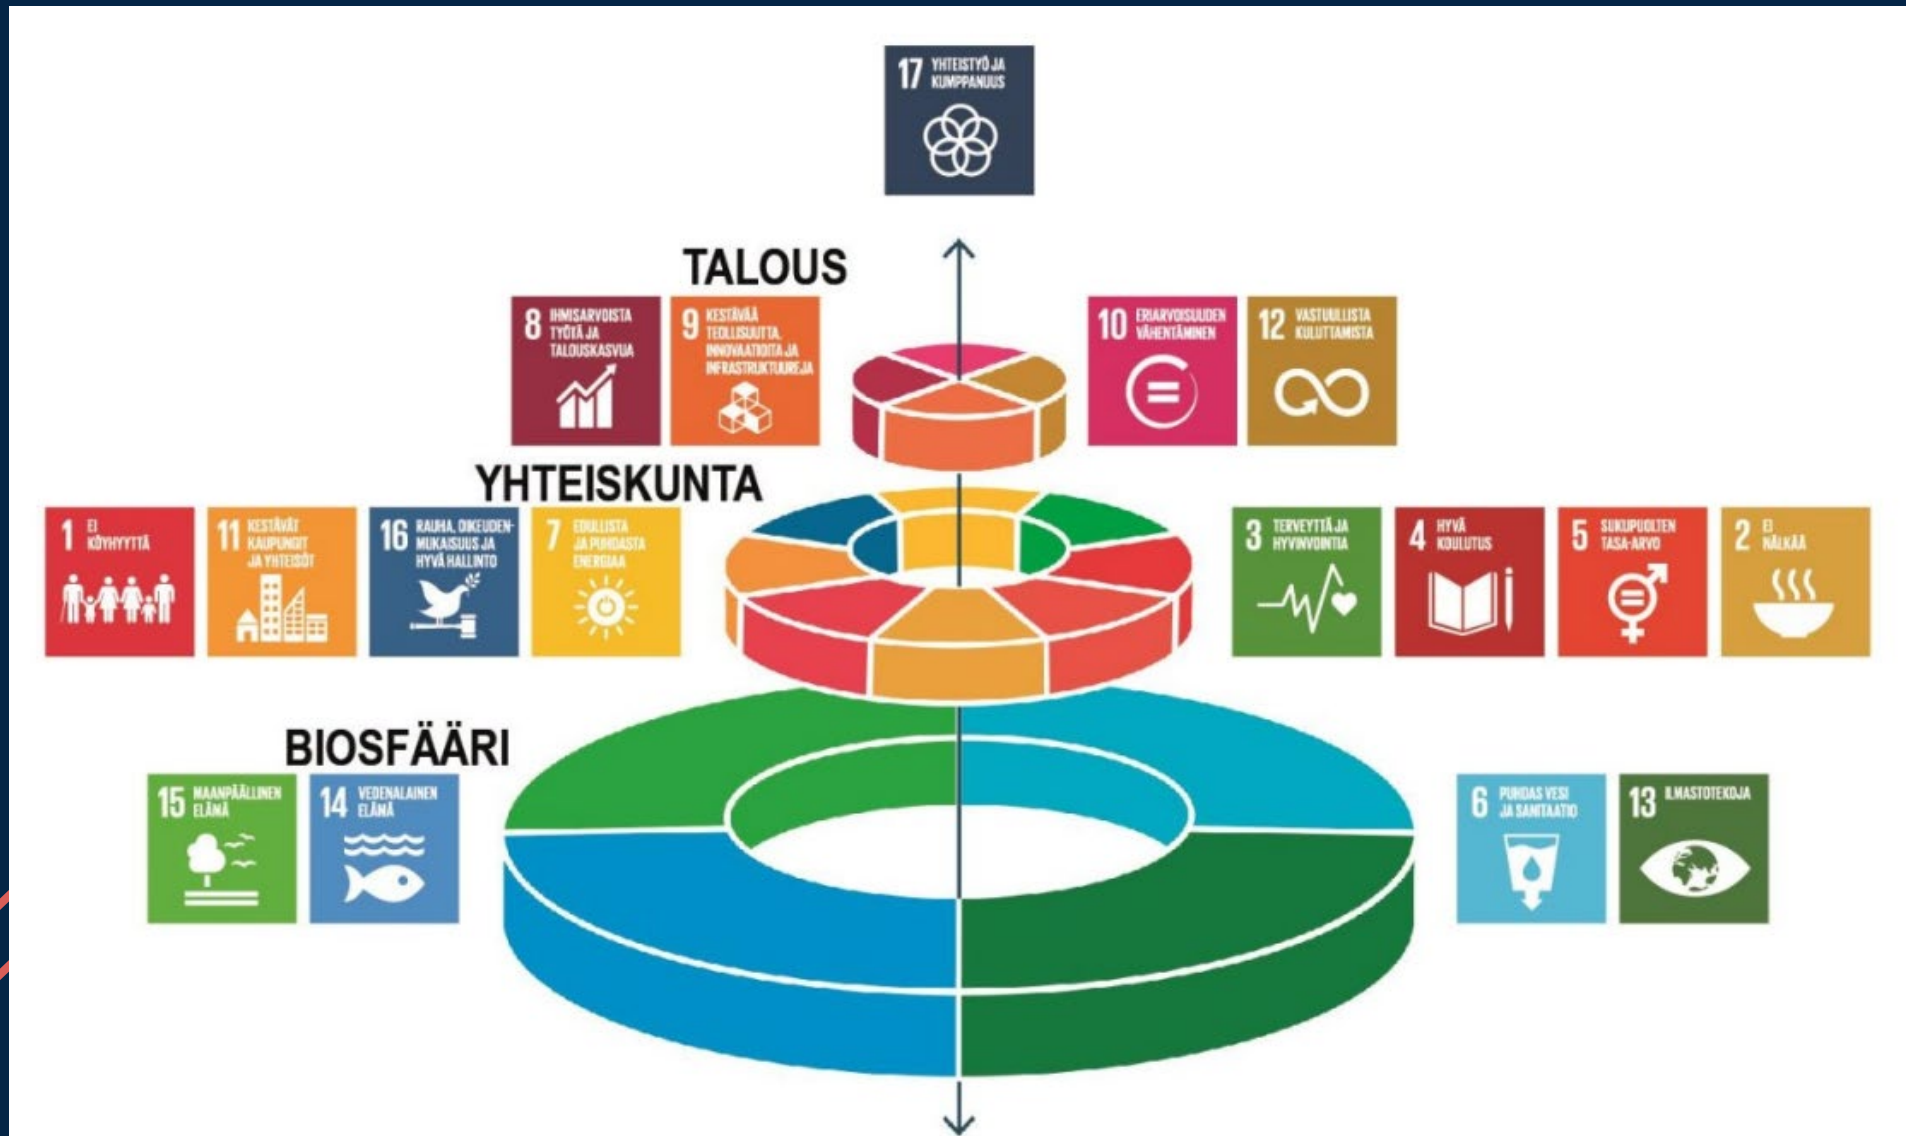 17 YHTEISTYÖ JA
KUMPPANUUS
TALOUS
8 IHMISARVOISTA
TYÖTÄ JA
TALOUSKASVUA
9 KESTÄVÄÄ
TEOLLISUUTTA,
INNOVAATIOITA JA
INFRASTRUKTUUREJA
10 ERIARVOISUUDEN
VÄHENTÄMINEN
12 VASTUULLISTA
KULUTTAMISTA
YHTEISKUNTA
1 EI
KÖYHYYTTÄ
11 KESTÄVÄT
KAUPUNGIT
JA YHTEISÖT
16 RAUHA, OIKEUDEN-
MUKAISUUS JA
HYVÄ HALLINTO
7 EDULLISTA
JA PUHDASTA
ENERGIAA
3 TERVEYTTÄ JA
HYVINVOINTIA
4 HYVÄ
KOULUTUS
5 SUKUPUOLTEN
TASA-ARVO
2 EI
NÄLKÄÄ
BIOSFÄÄRI
15 MAANPÄÄLLINEN
ELÄMÄ
14 VEDENALAINEN
ELÄMÄ
6 PUHDAS VESI
JA SANITAATIO
13 ILMASTOTEKOJA